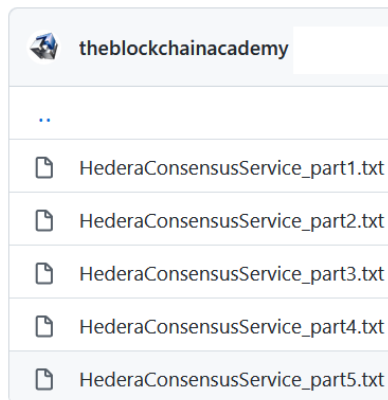 theblockchainacademy
..
HederaConsensusService_part1.txt
HederaConsensusService_part2.txt
HederaConsensusService_part3.txt
HederaConsensusService_part4.txt
HederaConsensusService_part5.txt